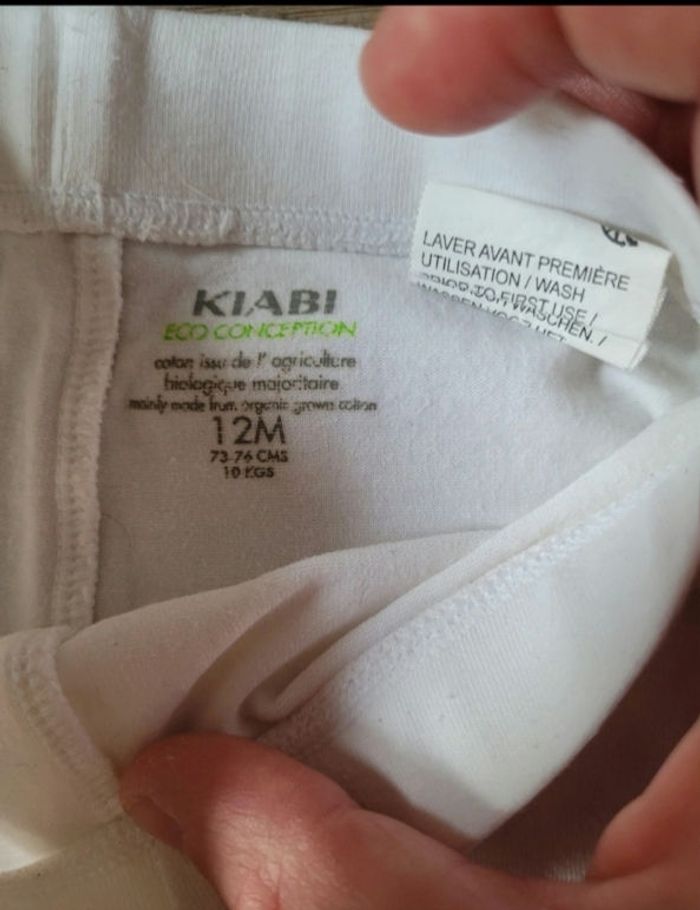 KIABI
ECO CONCEPTION
coton issu de l' agriculture
biologique majoritaire
mainly made from organic grown cotton
12M
73-76 CMS
10 KGS
LAVER AVANT PREMIÈRE
UTILISATION / WASH
PRIOR TO FIRST USE /
WASCHEN. /